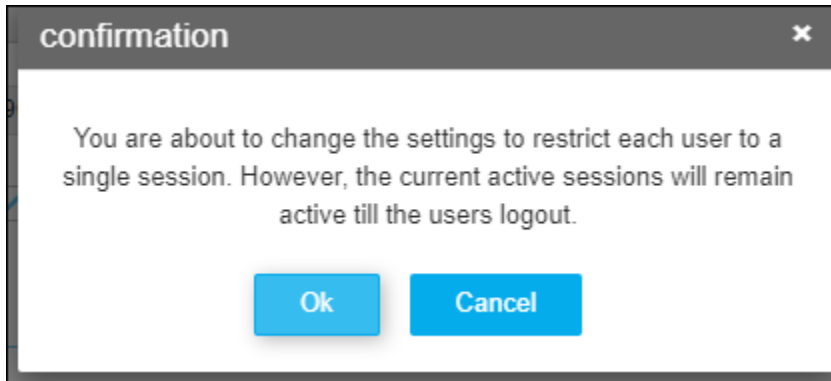 confirmation
You are about to change the settings to restrict each user to a
single session. However, the current active sessions will remain
active till the users logout.
Ok Cancel